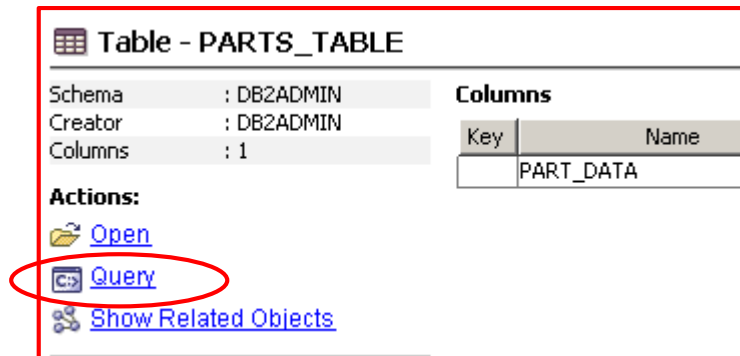 Table - PARTS_TABLE
Schema : DB2ADMIN
Creator : DB2ADMIN
Columns : 1
Actions:
Open
C:\ Query
Show Related Objects
Columns
Key Name
PART_DATA